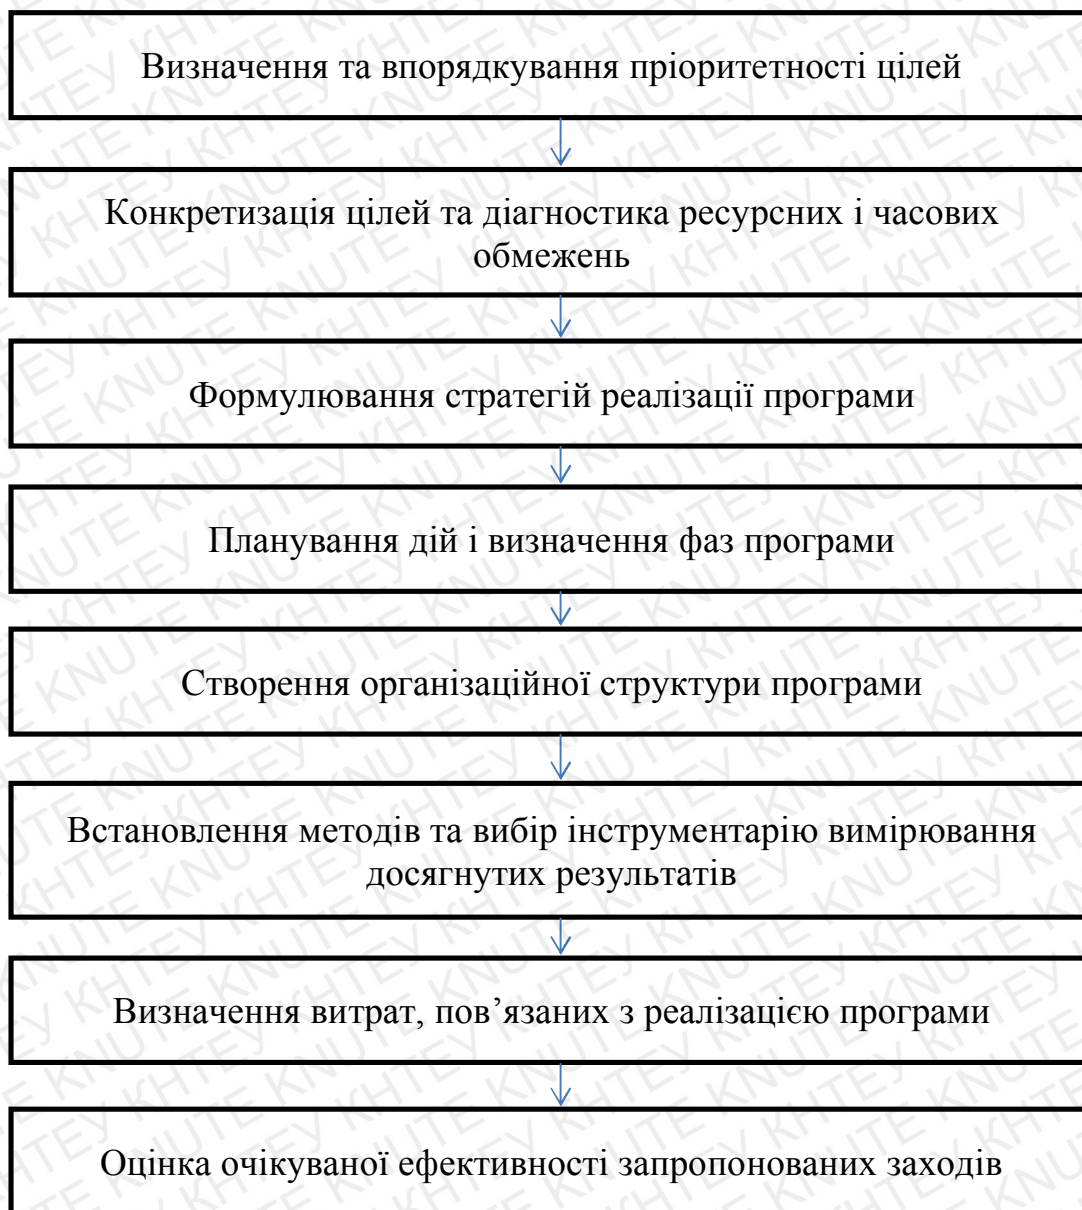 Визначення та впорядкування пріоритетності цілей
Конкретизація цілей та діагностика ресурсних і часових
обмежень
Формулювання стратегій реалізації програми
Планування дій і визначення фаз програми
Створення організаційної структури програми
Встановлення методів та вибір інструментарію вимірювання
досягнутих результатів
Визначення витрат, пов’язаних з реалізацією програми
Оцінка очікуваної ефективності запропонованих заходів